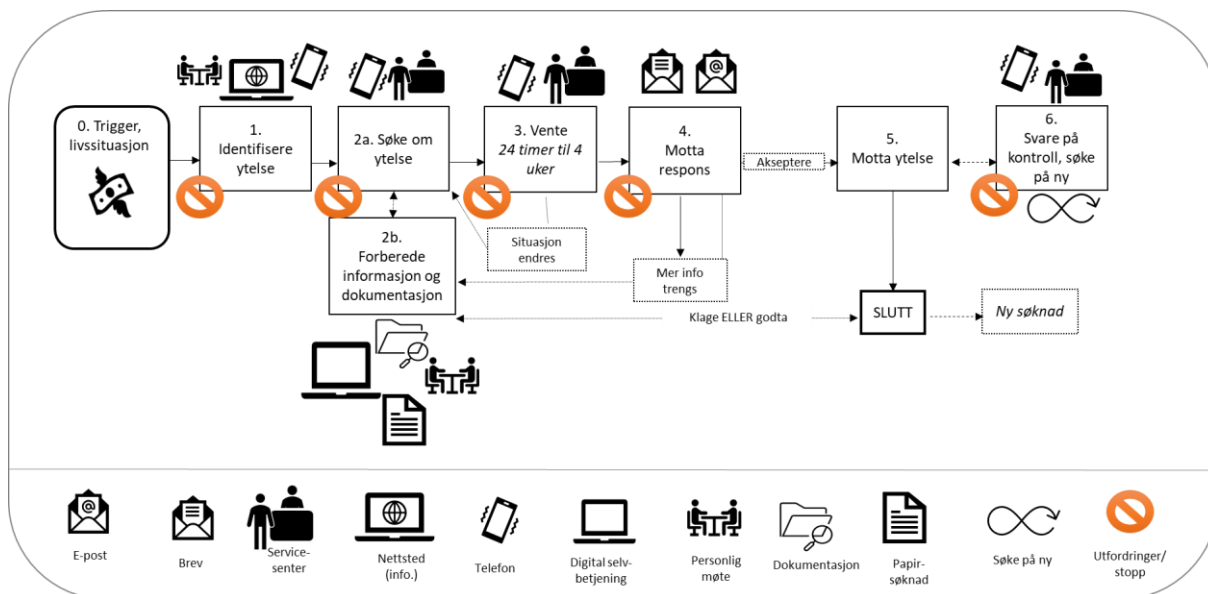 0. Trigger,
livssituasjon
1.
Identifisere
ytelse
2a. Søke om
ytelse
3. Vente
24 timer til 4
uker
4.
Motta
respons
Akseptere
5.
Motta ytelse
6.
Svare på
kontroll, søke
på ny
2b.
Forberede
informasjon og
dokumentasjon
Situasjon
endres
Mer info
trengs
Klage ELLER godta
SLUTT
Ny søknad
E-post
Brev
Service-
senter
Nettsted
(info.)
Telefon
Digital selv-
betjening
Personlig
møte
Dokumentasjon
Papir-
søknad
Søke på ny
Utfordringer/
stopp